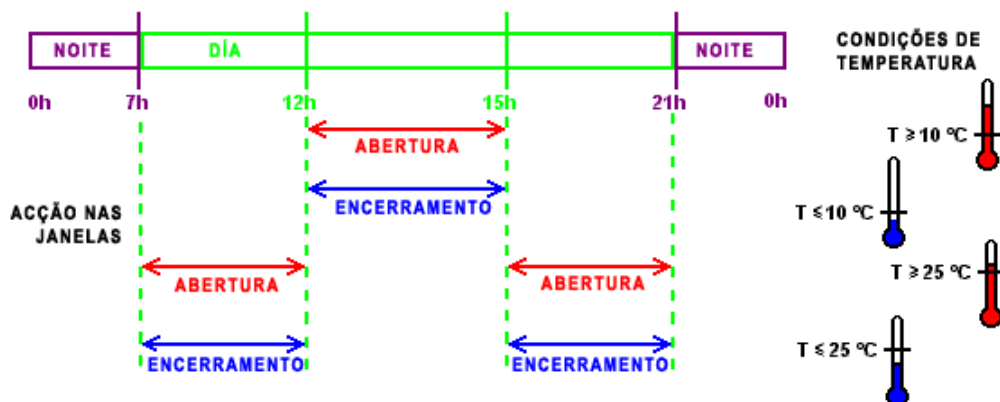 NOITE DÍA NOITE
0h 7h 12h 15h 21h 0h
CONDIÇÕES DE
TEMPERATURA
ABERTURA
T ≥ 10 ºC
ENCERRAMENTO
ACÇÃO NAS
JANELAS
T ≤ 10 ºC
ABERTURA ABERTURA
T ≥ 25 ºC
ENCERRAMENTO ENCERRAMENTO
T ≤ 25 ºC